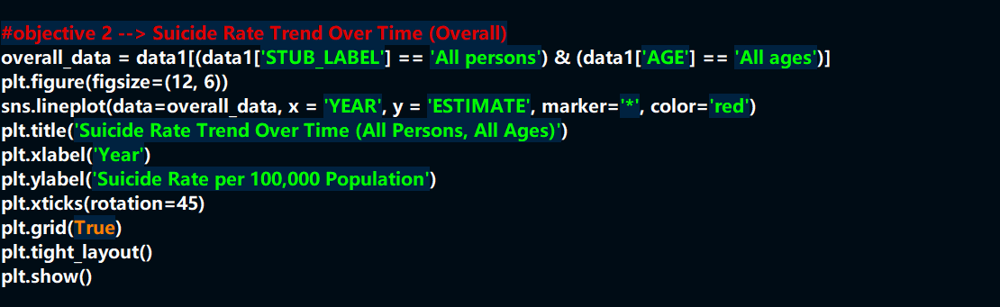 #objective 2 --> Suicide Rate Trend Over Time (Overall)
overall_data = data1[(data1['STUB_LABEL'] == 'All persons') & (data1['AGE'] == 'All ages')]
plt.figure(figsize=(12, 6))
sns.lineplot(data=overall_data, x = 'YEAR', y = 'ESTIMATE', marker='*', color='red')
plt.title('Suicide Rate Trend Over Time (All Persons, All Ages)')
plt.xlabel('Year')
plt.ylabel('Suicide Rate per 100,000 Population')
plt.xticks(rotation=45)
plt.grid(True)
plt.tight_layout()
plt.show()